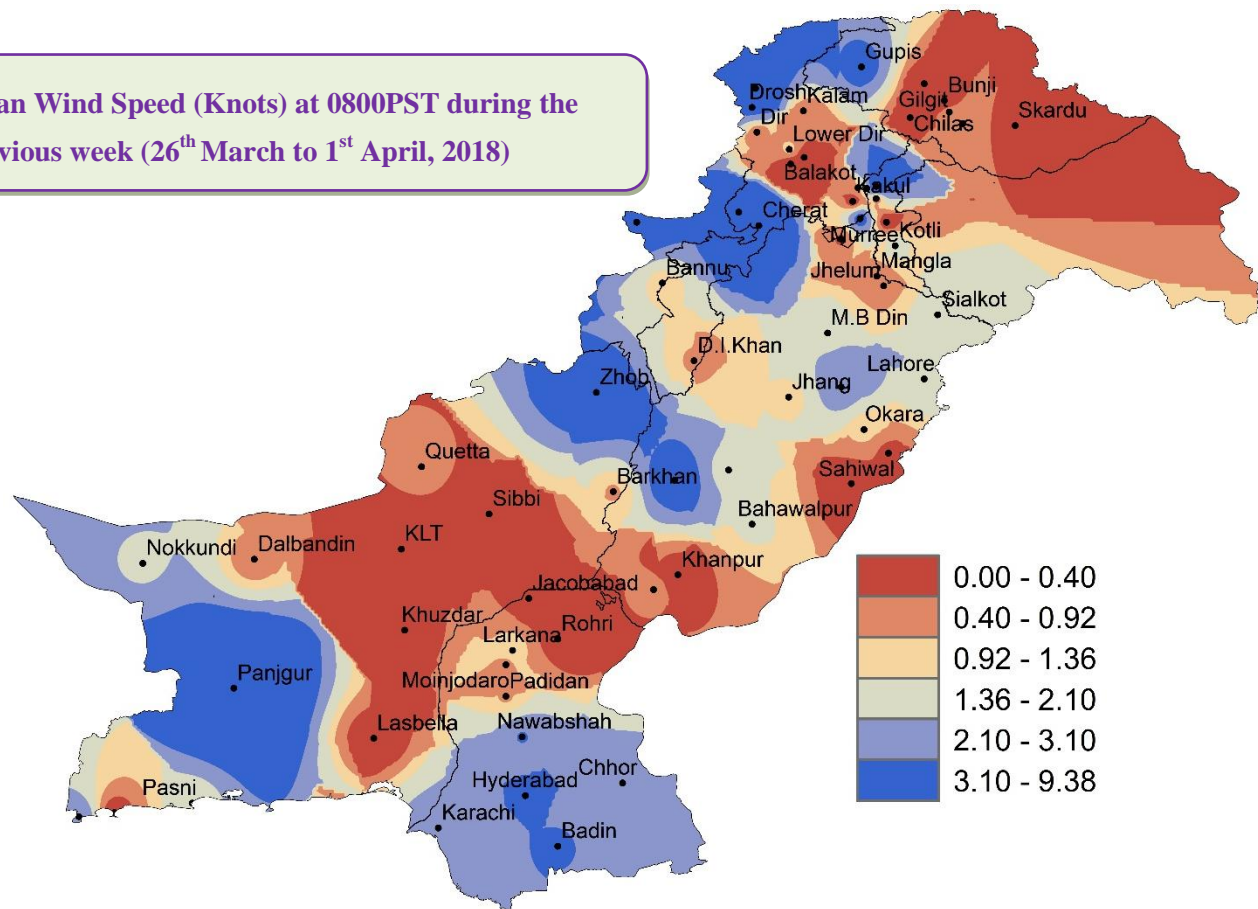 an Wind Speed (Knots) at 0800PST during the
vious week (26th March to 1st April, 2018)
Gupis
Bunji
Drosh
Kalam
Gilgit
Skardu
Dir
Chilas
Lower Dir
Balakot
Kakul
Cherat
Kotli
Murree
Mangla
Bannu
Jhelum
Sialkot
M.B Din
D.I.Khan
Lahore
Zhob
Jhang
Okara
Quetta
Sahiwal
Barkhan
Sibbi
Bahawalpur
KLT
Nokkundi
Dalbandin
Khanpur
Jacobabad
Khuzdar
Rohri
Larkana
Panjgur
Moinjodaro
Padidan
Lasbella
Nawabshah
Chhor
Pasni
Hyderabad
Karachi
Badin
0.00 - 0.40
0.40 - 0.92
0.92 - 1.36
1.36 - 2.10
2.10 - 3.10
3.10 - 9.38